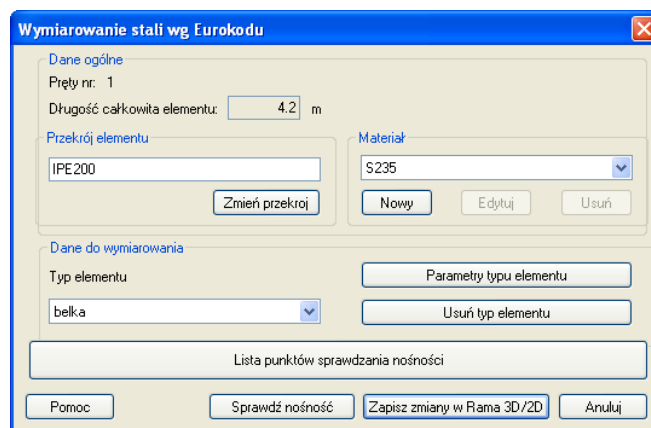 Wymiarowanie stali wg Eurokodu
Dane ogólne
Pręty nr: 1
Długość całkowita elementu: 4.2 m
Przekrój elementu
IPE200
Zmień przekroj
Materiał
S235
Nowy Edytuj Usuń
Dane do wymiarowania
Typ elementu
belka
Parametry typu elementu
Usuń typ elementu
Lista punktów sprawdzania nośności
Pomoc Sprawdź nośność Zapisz zmiany w Rama 3D/2D Anuluj